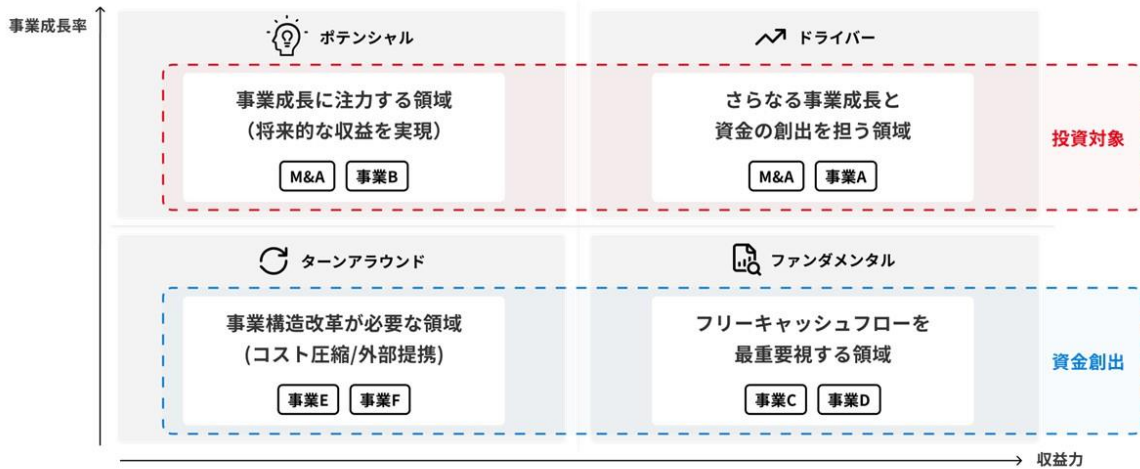 事業成長率
ポテンシャル
事業成長に注力する領域
（将来的な収益を実現）
M&A
事業B
ドライバー
さらなる事業成長と
資金の創出を担う領域
M&A
事業A
投資対象
ターンアラウンド
事業構造改革が必要な領域
(コスト圧縮/外部提携)
事業E
事業F
ファンダメンタル
フリーキャッシュフローを
最重要視する領域
事業C
事業D
資金創出
収益力